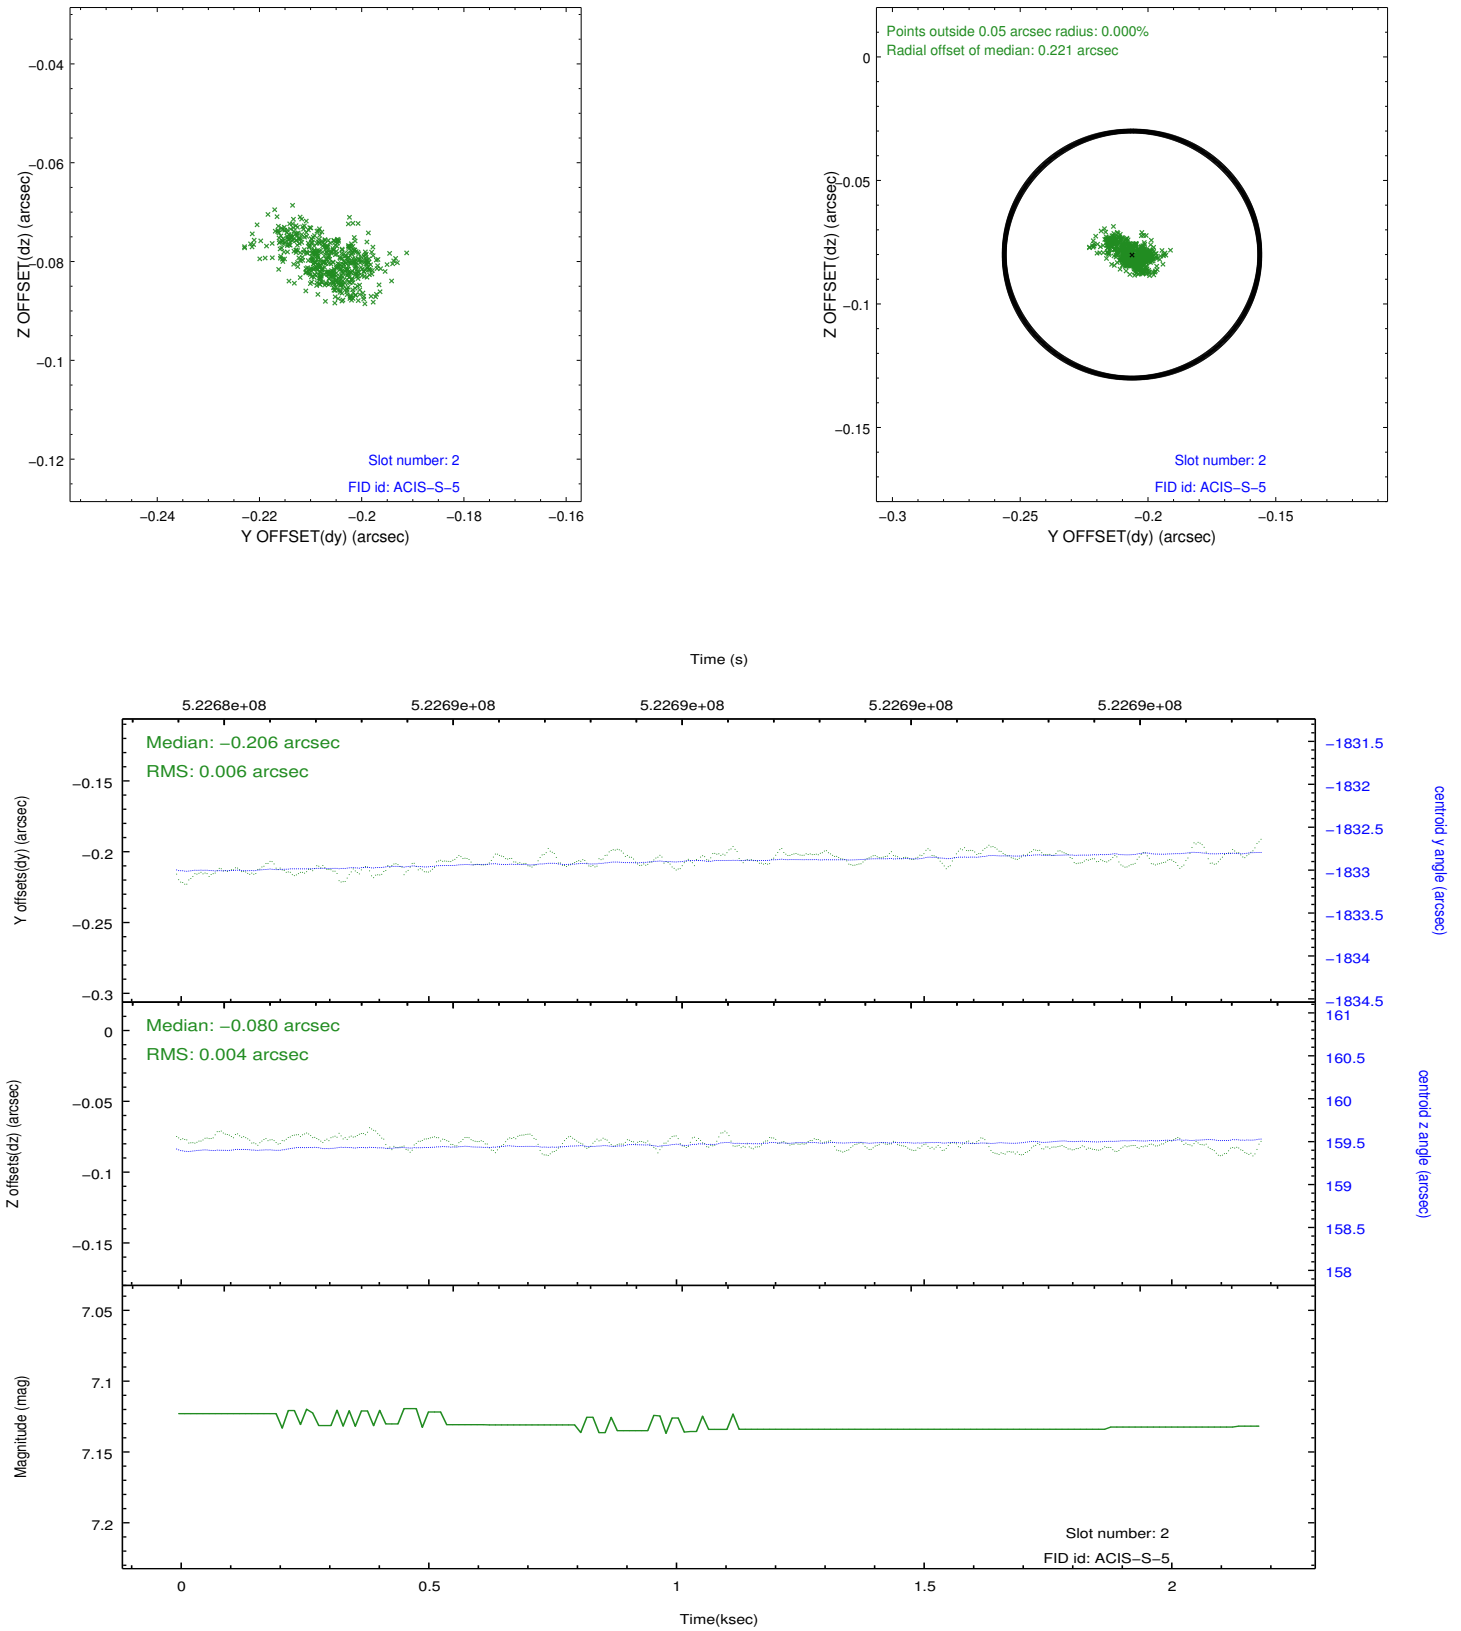 −0.04
−0.06
−0.08
−0.1
−0.12
Z OFFSET(dz) (arcsec)
Slot number: 2
FID id: ACIS−S−5
−0.24
−0.22
−0.2
−0.18
−0.16
Y OFFSET(dy) (arcsec)
Points outside 0.05 arcsec radius: 0.000%
Radial offset of median: 0.221 arcsec
0
−0.05
−0.1
−0.15
Z OFFSET(dz) (arcsec)
Slot number: 2
FID id: ACIS−S−5
−0.3
−0.25
−0.2
−0.15
Y OFFSET(dy) (arcsec)
Time (s)
5.2268e+08
5.2269e+08
5.2269e+08
5.2269e+08
5.2269e+08
Median: −0.206 arcsec
RMS: 0.006 arcsec
−0.15
−0.2
−0.25
−0.3
Y offsets(dy) (arcsec)
−1831.5
−1832
−1832.5
−1833
−1833.5
−1834
−1834.5
centroid y angle (arcsec)
Median: −0.080 arcsec
RMS: 0.004 arcsec
0
−0.05
−0.1
−0.15
Z offsets(dz) (arcsec)
161
160.5
160
159.5
159
158.5
158
centroid z angle (arcsec)
7.05
7.1
7.15
7.2
Magnitude (mag)
Slot number: 2
FID id: ACIS−S−5
0
0.5
1
1.5
2
Time(ksec)